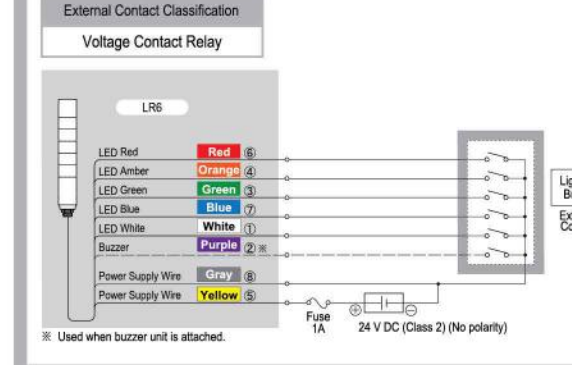 External Contact Classification
Voltage Contact Relay
LR6
LED Red Red ⑥
LED Amber Orange ④
LED Green Green ③
LED Blue Blue ⑦
LED White White ①
Buzzer Purple ② ※
Power Supply Wire Gray ⑧
Power Supply Wire Yellow ⑤
Fuse
1A
⊕ ⊖
24 V DC (Class 2) (No polarity)
※ Used when buzzer unit is attached.